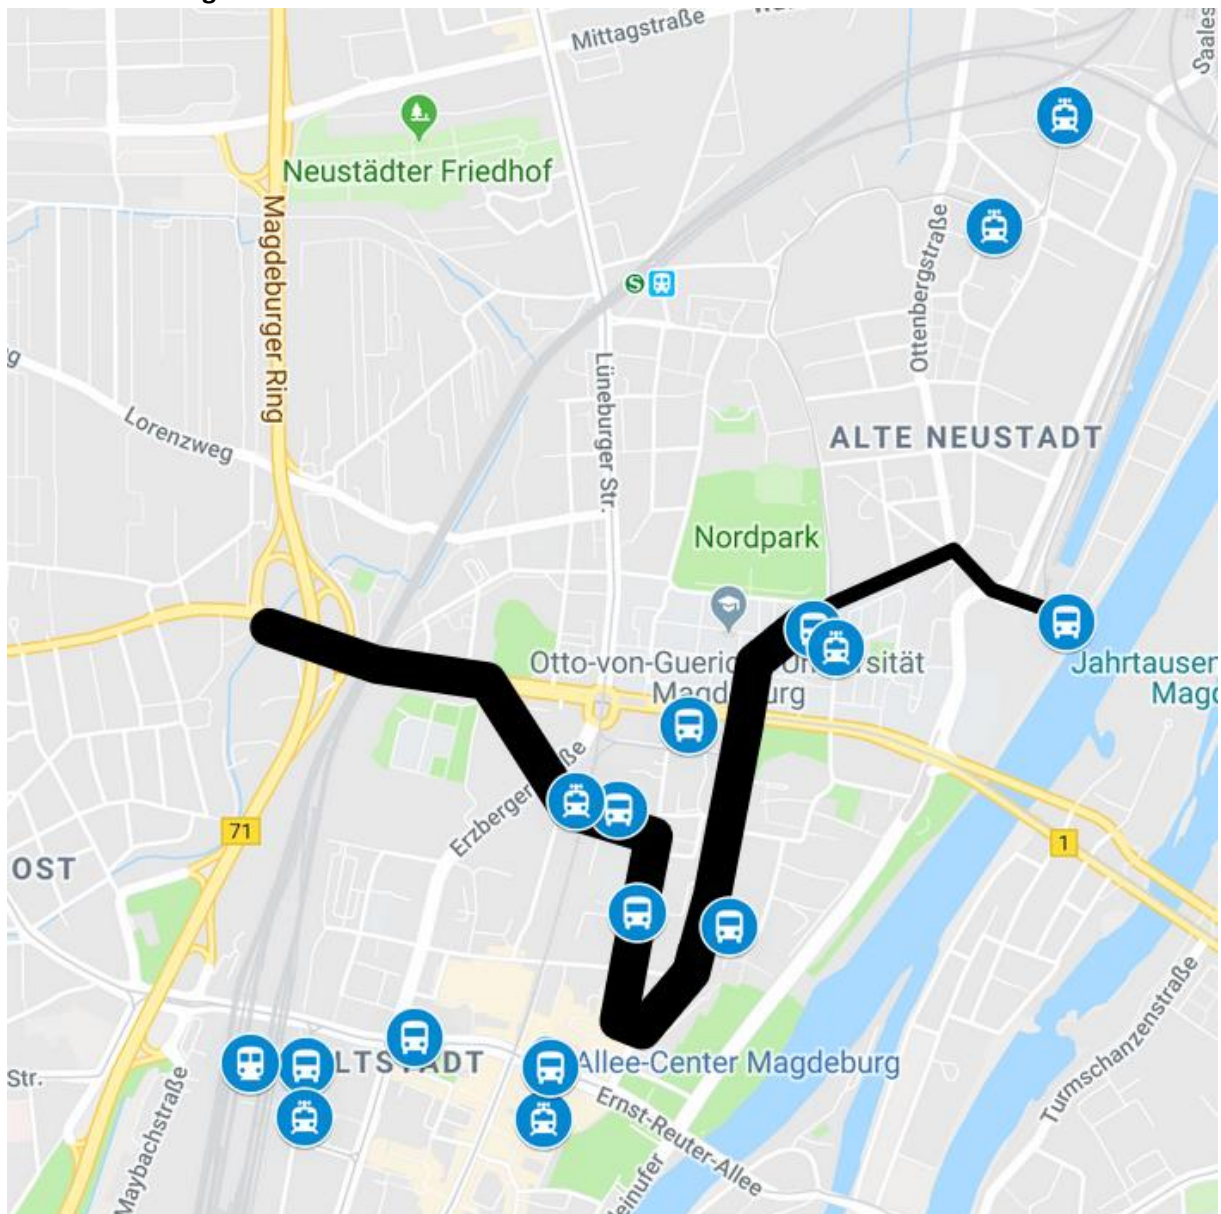 Mittagstraße
Neustädter Friedhof
Magdeburger Ring
S
Ottenbergstraße
Lüneburger Str.
Lorenzweg
ALTE NEUSTADT
Nordpark
Magdeburg
Erzberger
71
1
OST
Allee-Center Magdeburg
Str.
Ernst-Reuter-Allee
Maybachstraße
Turmschanzenstraße